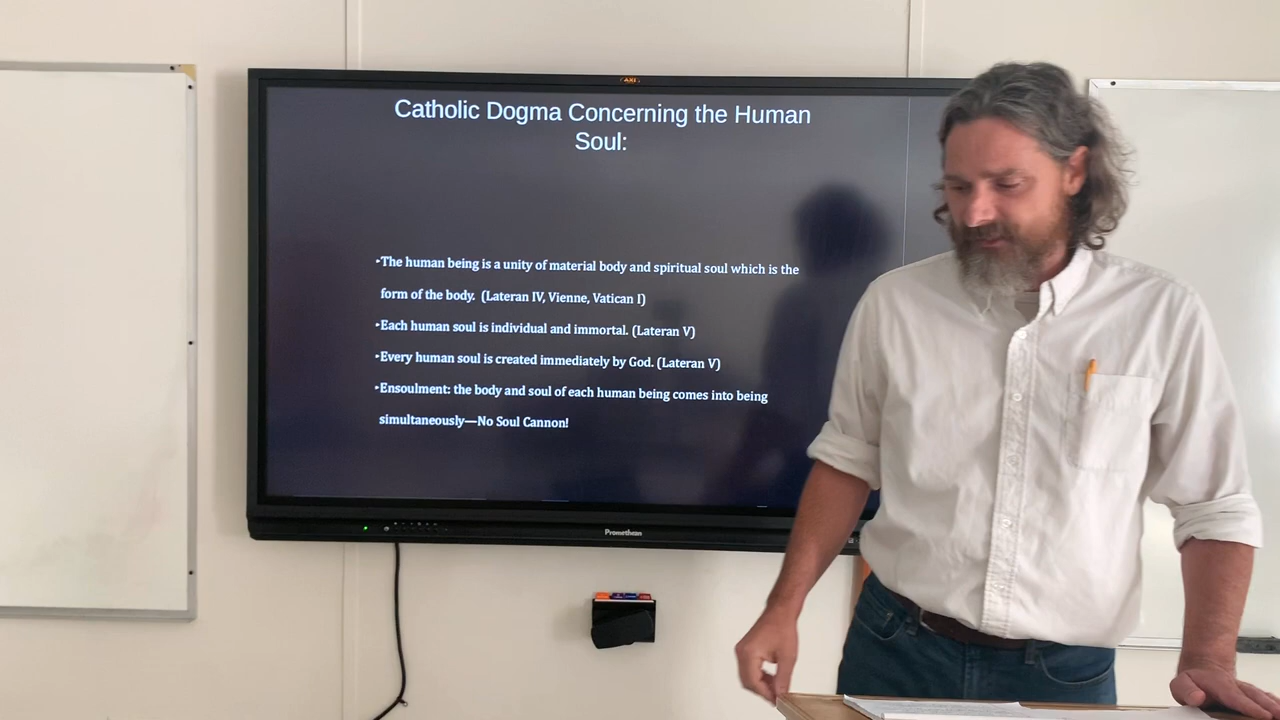 Catholic Dogma Concerning the Human
Soul:
•The human being is a unity of material body and spiritual soul which is the
form of the body. (Lateran IV, Vienne, Vatican I)
•Each human soul is individual and immortal. (Lateran V)
•Every human soul is created immediately by God. (Lateran V)
•Ensoulment: the body and soul of each human being comes into being
simultaneously—No Soul Cannon!
Promethean